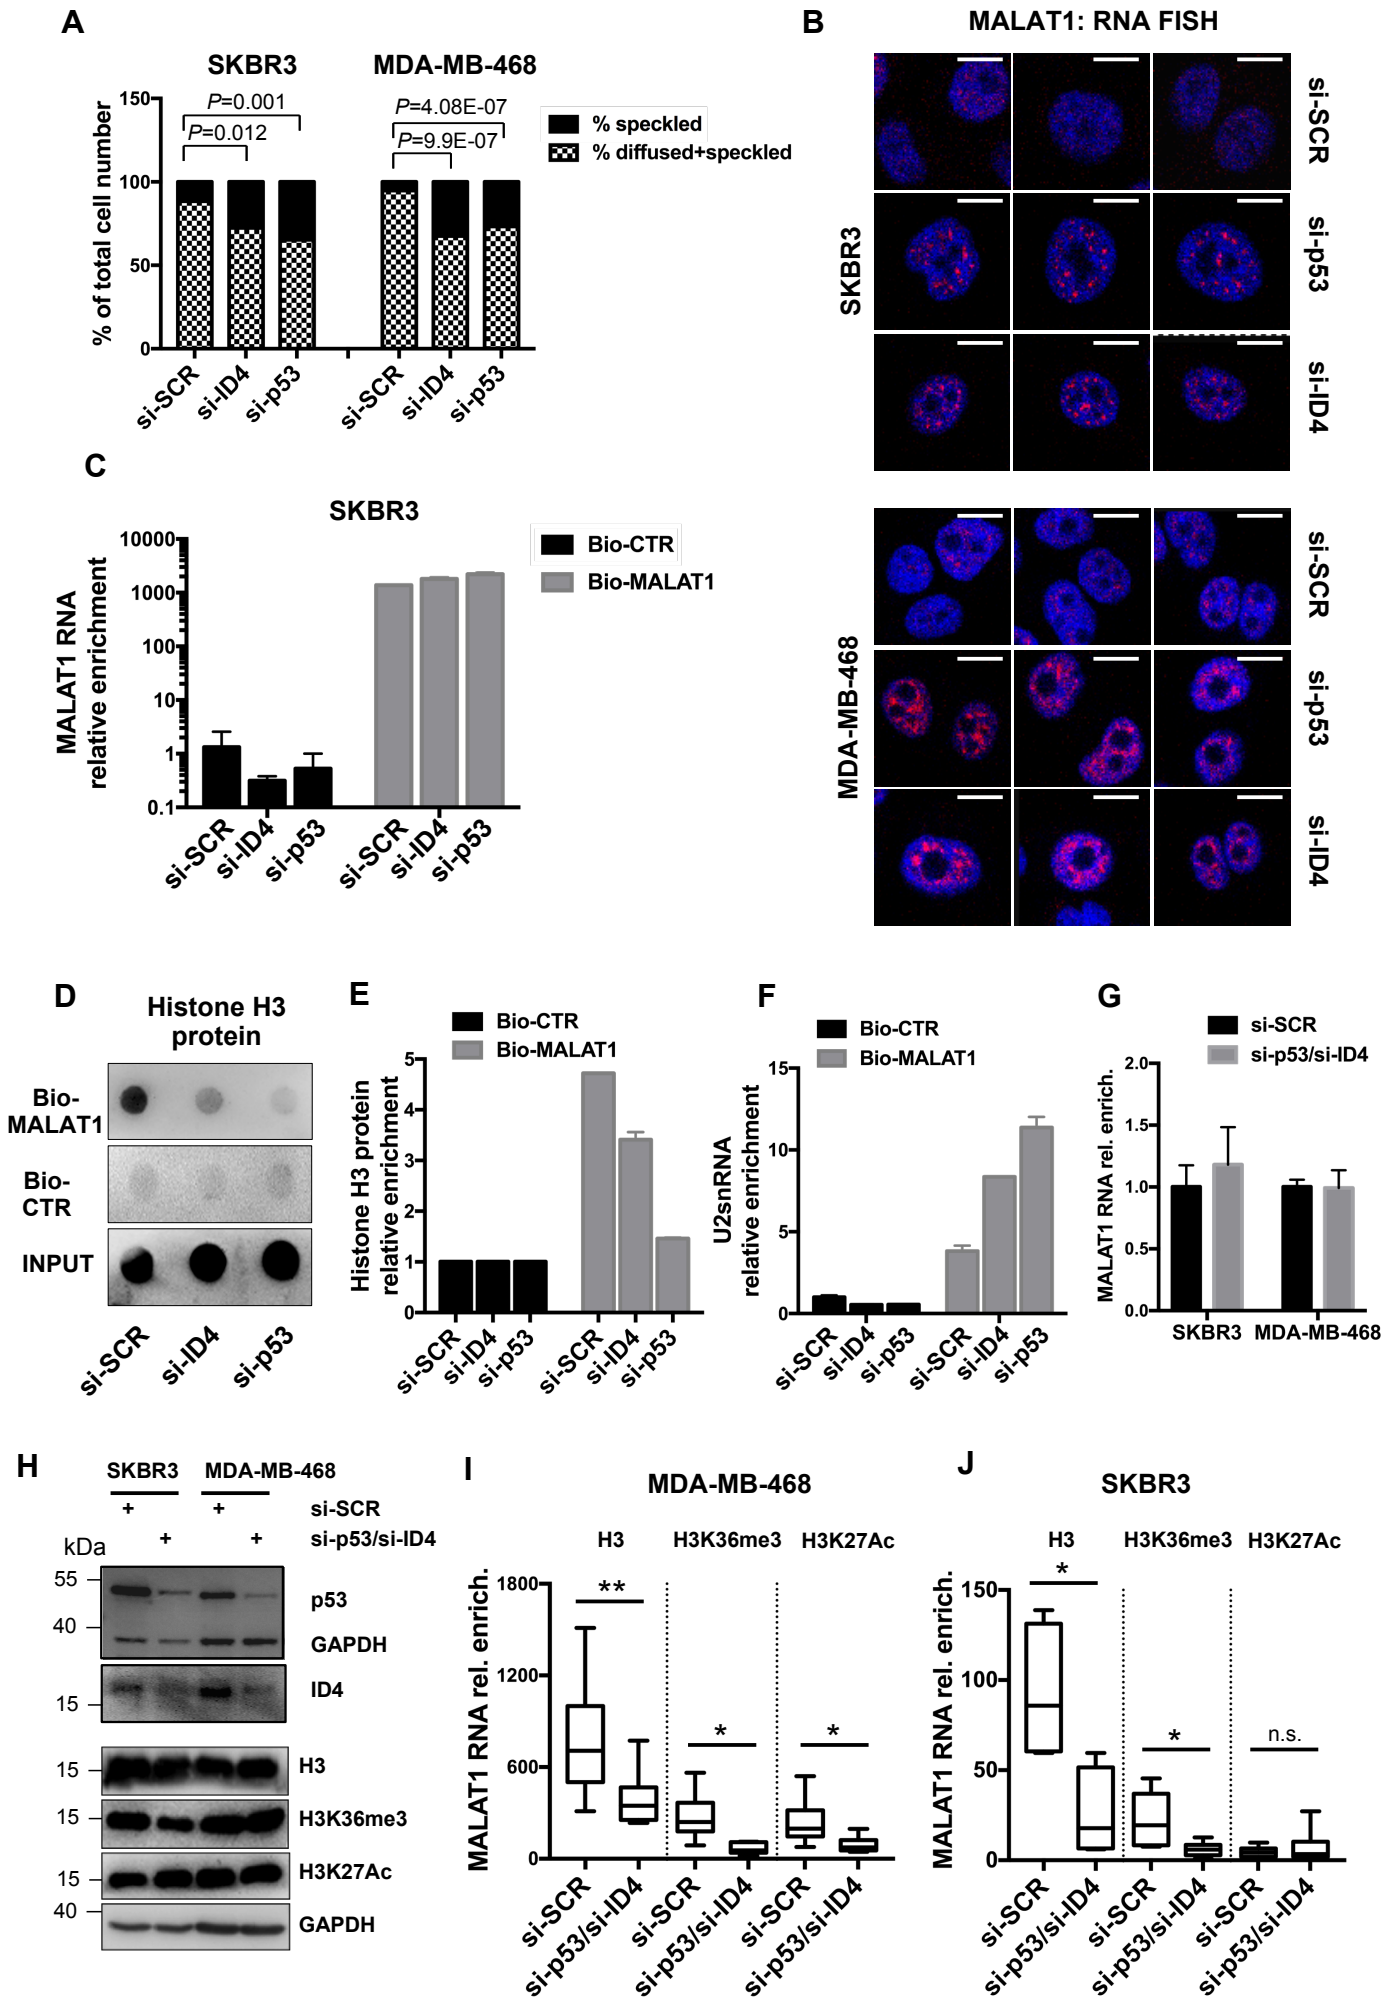 A
SKBR3 MDA-MB-468
P=0.001
P=0.012
P=4.08E-07
P=9.9E-07
% speckled
% diffused+speckled
% of total cell number
150
100
50
0
si-SCR si-ID4 si-p53 si-SCR si-ID4 si-p53
B
MALAT1: RNA FISH
SKBR3
si-SCR
si-p53
si-ID4
MDA-MB-468
si-SCR
si-p53
si-ID4
C
SKBR3
Bio-CTR
Bio-MALAT1
MALAT1 RNA
relative enrichment
10000
1000
100
10
1
0.1
si-SCR si-ID4 si-p53 si-SCR si-ID4 si-p53
D
Histone H3
protein
Bio-
MALAT1
Bio-
CTR
INPUT
si-SCR si-ID4 si-p53
E
Bio-CTR
Bio-MALAT1
Histone H3 protein
relative enrichment
5
4
3
2
1
0
si-SCR si-ID4 si-p53 si-SCR si-ID4 si-p53
F
Bio-CTR
Bio-MALAT1
U2snRNA
relative enrichment
15
10
5
0
si-SCR si-ID4 si-p53 si-SCR si-ID4 si-p53
G
si-SCR
si-p53/si-ID4
MALAT1 RNA rel. enrich.
2.0
1.5
1.0
0.5
0.0
SKBR3 MDA-MB-468
H
SKBR3 MDA-MB-468
+ + si-SCR
+ + si-p53/si-ID4
kDa
55
p53
40
GAPDH
ID4
15
H3
15
H3K36me3
15
H3K27Ac
15
40
GAPDH
I
MDA-MB-468
H3 H3K36me3 H3K27Ac
MALAT1 RNA rel. enrich.
1800
1200
600
0
**
*
*
si-SCR si-p53/si-ID4 si-SCR si-p53/si-ID4 si-SCR si-p53/si-ID4
J
SKBR3
H3 H3K36me3 H3K27Ac
MALAT1 RNA rel. enrich.
150
100
50
0
*
*
n.s.
si-SCR si-p53/si-ID4 si-SCR si-p53/si-ID4 si-SCR si-p53/si-ID4